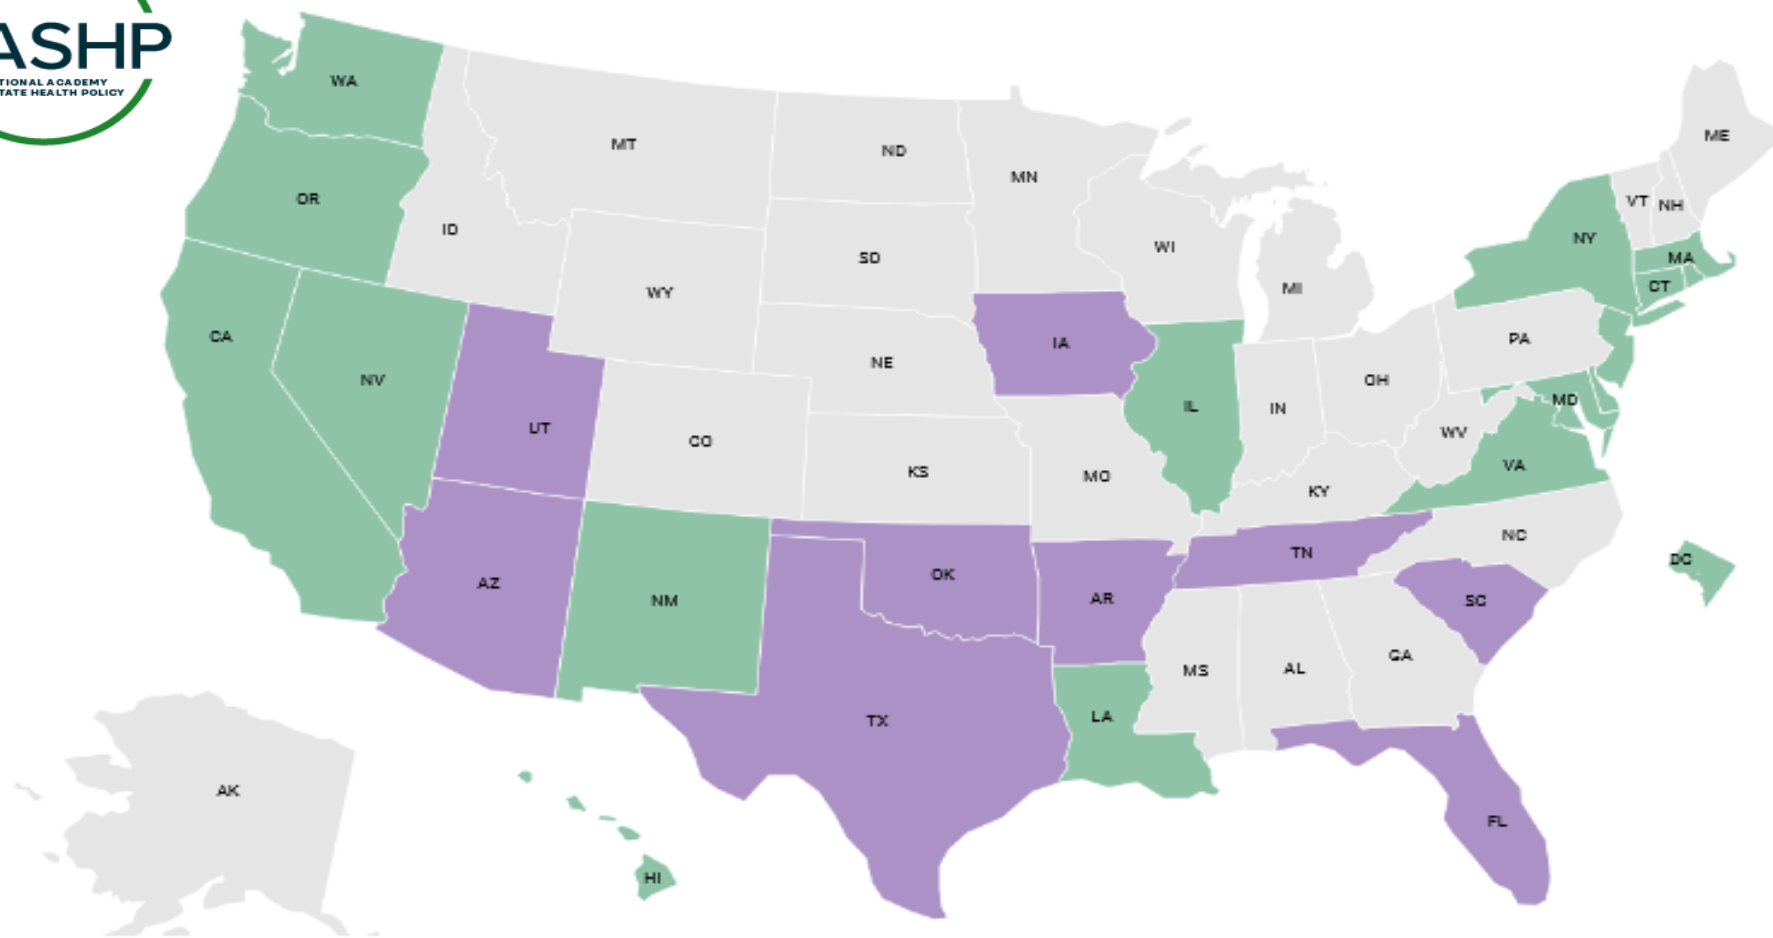 ASHP
TIONAL ACADEMY
TATE HEALTH POLICY
WA
MT
ND
MN
ME
OR
ID
SD
WI
VT
NH
NY
MA
WY
MI
CT
CA
NV
NE
IA
PA
UT
CO
KS
MO
IL
IN
OH
WV
MD
VA
KY
NC
TN
DC
AZ
NM
OK
AR
SC
MS
AL
GA
TX
LA
AK
HI
FL